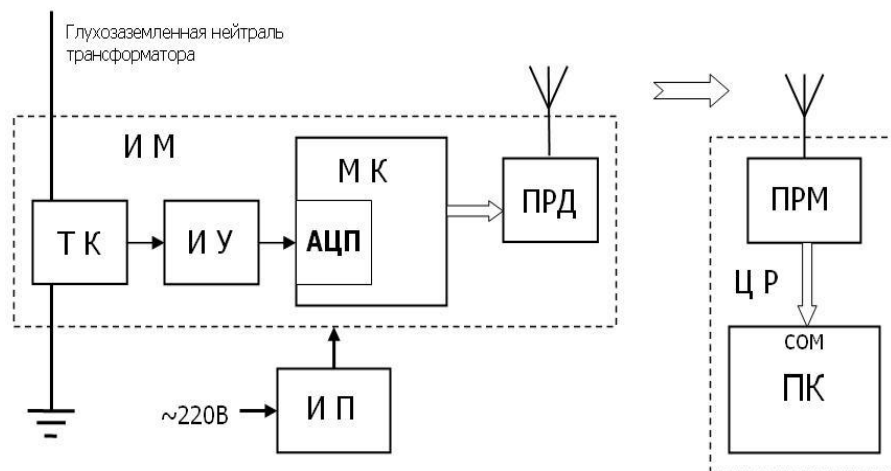 Глухозаземленная нейтраль
трансформатора
И М
М К
ПРД
ПРМ
Т К
И У
АЦП
Ц Р
COM
ПК
~220В
И П